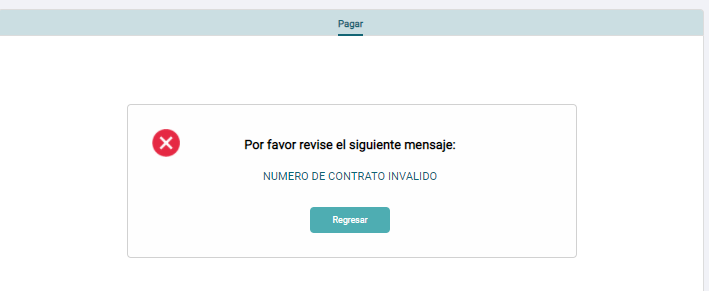 Pagar
Por favor revise el siguiente mensaje:
NUMERO DE CONTRATO INVALIDO
Regresar